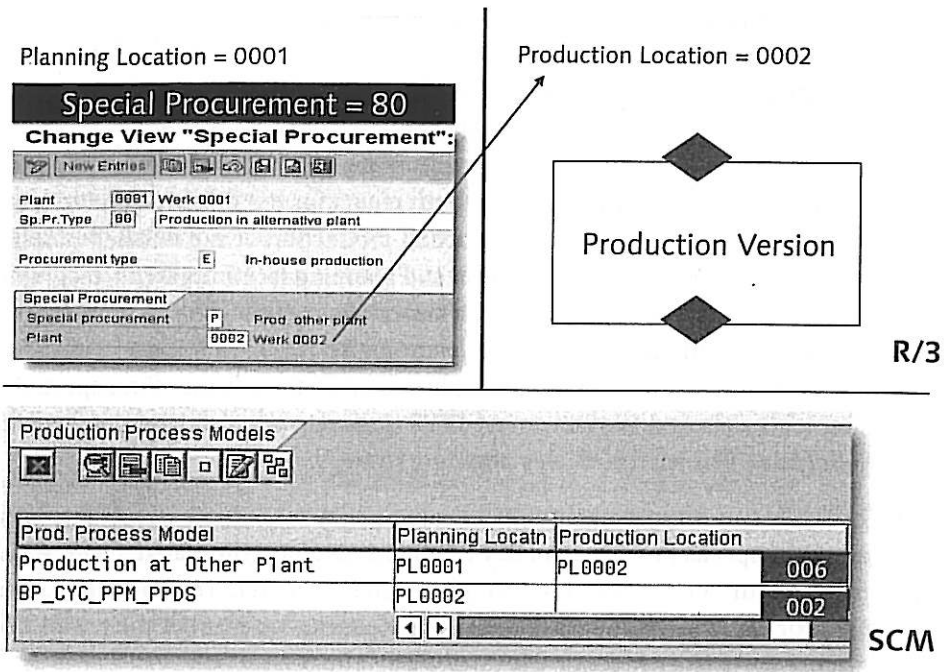 Planning Location = 0001
Special Procurement = 80
Change View "Special Procurement":
New Entries
Plant 0001 Werk 0001
Sp.Pr.Type 80 Production in alternative plant
Procurement type E In-house production
Special Procurement
Special procurement P Prod. other plant
Plant 0002 Werk 0002
Production Location = 0002
Production Version
R/3
Production Process Models
Prod. Process Model Planning Locatn Production Location
Production at Other Plant PL0001 PL0002 006
BP_CYC_PPM_PPDS PL0002 002
SCM